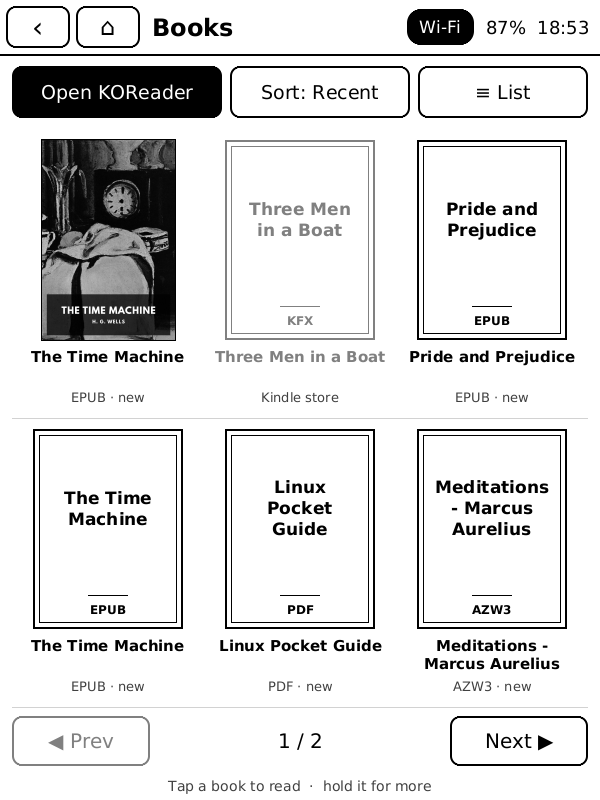 ‹ ⌂ Books Wi-Fi 87% 18:53
Open KOReader Sort: Recent ≡ List
THE TIME MACHINE
H. G. WELLS
The Time Machine
EPUB · new
Three Men
in a Boat
KFX
Three Men in a Boat
Kindle store
Pride and
Prejudice
EPUB
Pride and Prejudice
EPUB · new
The Time
Machine
EPUB
The Time Machine
EPUB · new
Linux
Pocket
Guide
PDF
Linux Pocket Guide
PDF · new
Meditations
- Marcus
Aurelius
AZW3
Meditations -
Marcus Aurelius
AZW3 · new
◀ Prev 1 / 2 Next ▶
Tap a book to read · hold it for more